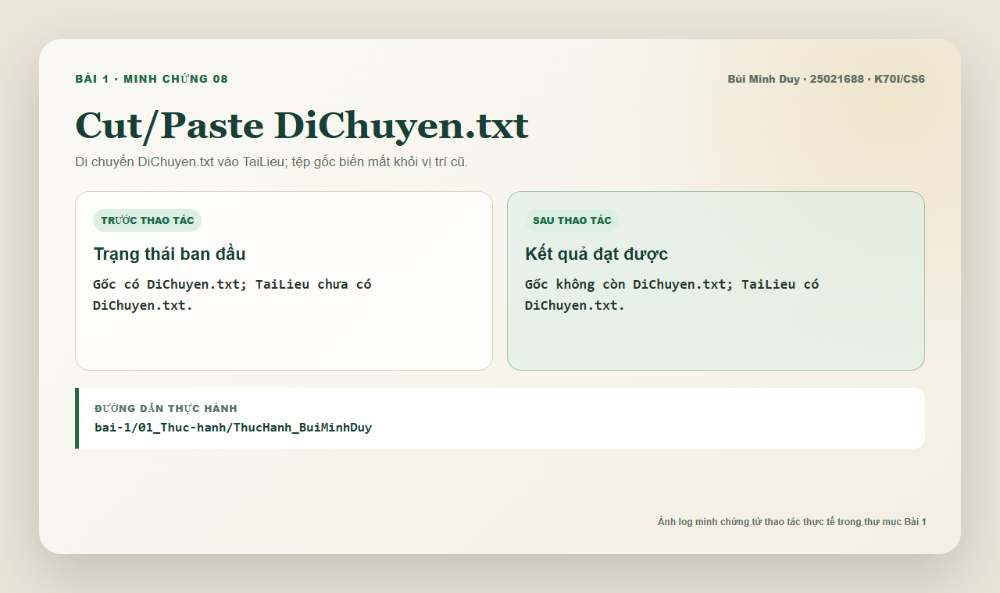 BÀI 1 · MINH CHỨNG 08
Bùi Minh Duy · 25021688 · K70I/CS6
Cut/Paste DiChuyen.txt
Di chuyển DiChuyen.txt vào TaiLieu; tệp gốc biến mất khỏi vị trí cũ.
TRƯỚC THAO TÁC
Trạng thái ban đầu
Gốc có DiChuyen.txt; TaiLieu chưa có
DiChuyen.txt.
SAU THAO TÁC
Kết quả đạt được
Gốc không còn DiChuyen.txt; TaiLieu có
DiChuyen.txt.
ĐƯỜNG DẪN THỰC HÀNH
bai-1/01_Thuc-hanh/ThucHanh_BuiMinhDuy
Ảnh log minh chứng từ thao tác thực tế trong thư mục Bài 1